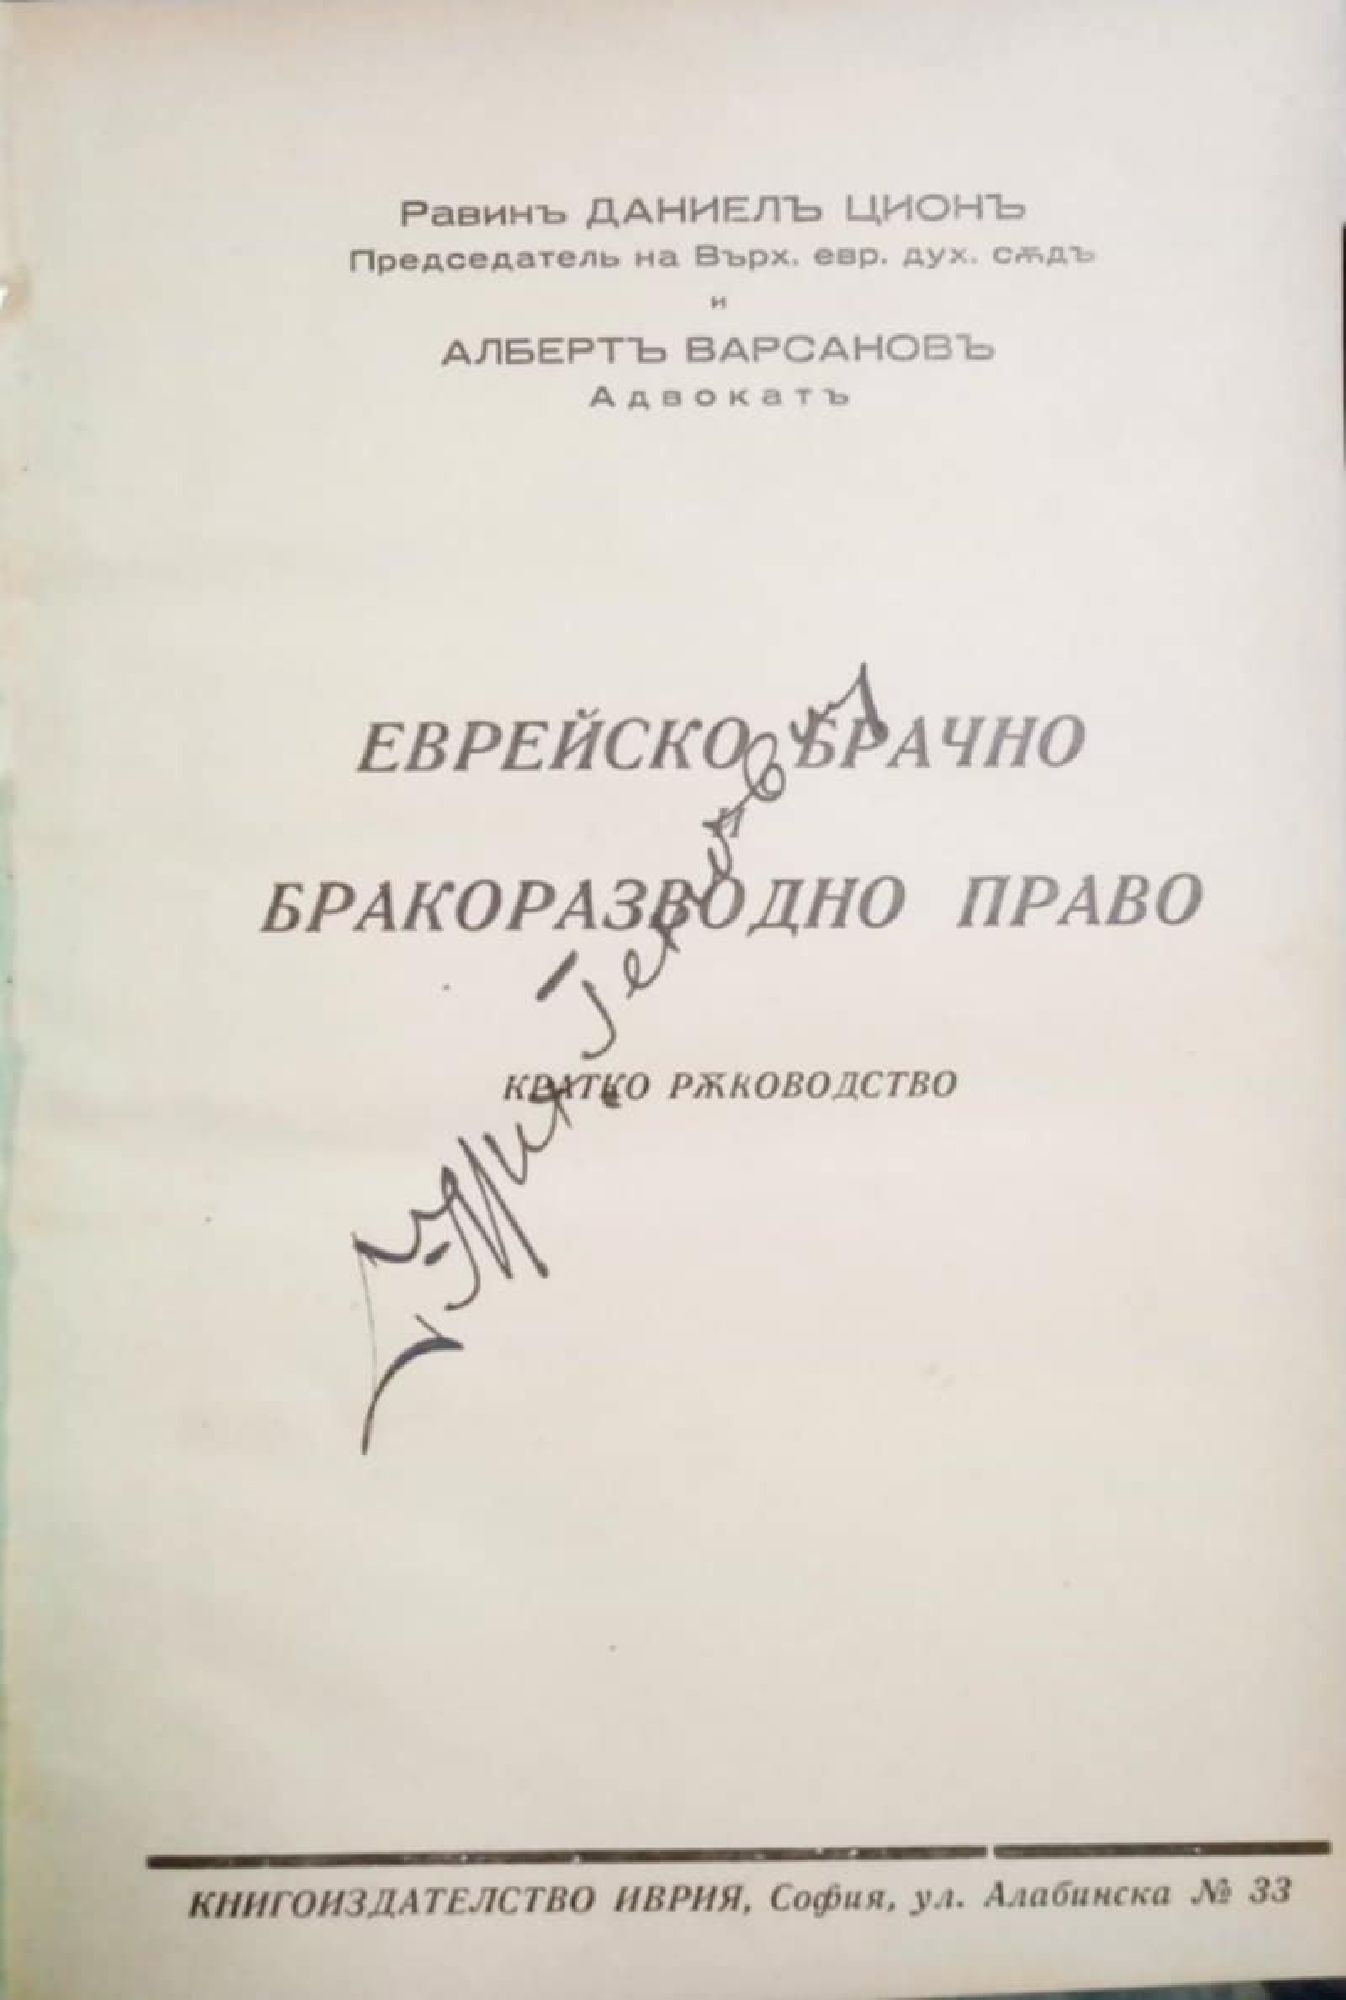 Равинъ ДАНИЕЛЪ ЦИОНЪ
Председатель на Върх. евр. дух. сѫдъ
и
АЛБЕРТЪ ВАРСАНОВЪ
Адвокатъ
ЕВРЕЙСКО БРАЧНО
БРАКОРАЗВОДНО ПРАВО
КРАТКО РѪКОВОДСТВО
КНИГОИЗДАТЕЛСТВО ИВРИЯ, София, ул. Алабинска № 33